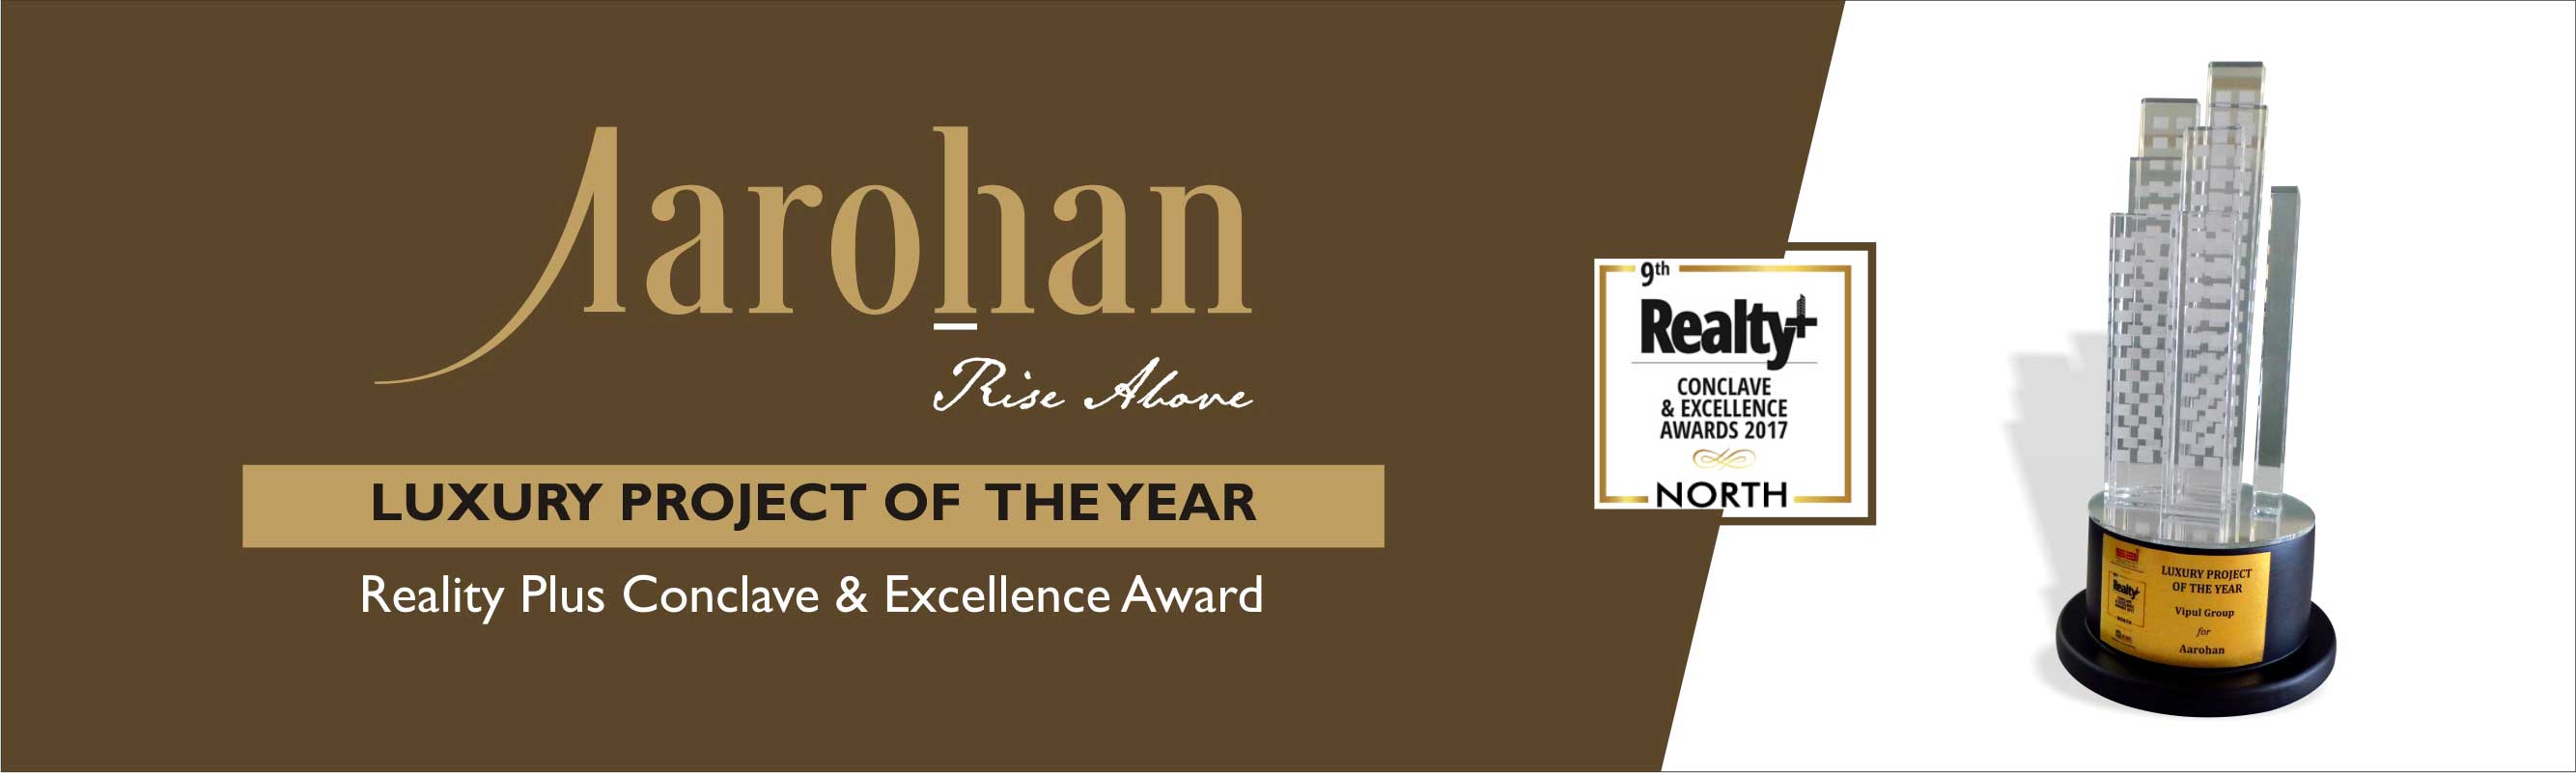 Aarohan
Rise Above
LUXURY PROJECT OF THE YEAR
Reality Plus Conclave & Excellence Award
9th
Realty+
CONCLAVE
& EXCELLENCE
AWARDS 2017
NORTH
LUXURY PROJECT
OF THE YEAR
Vipul Group
for
Aarohan
Realty+